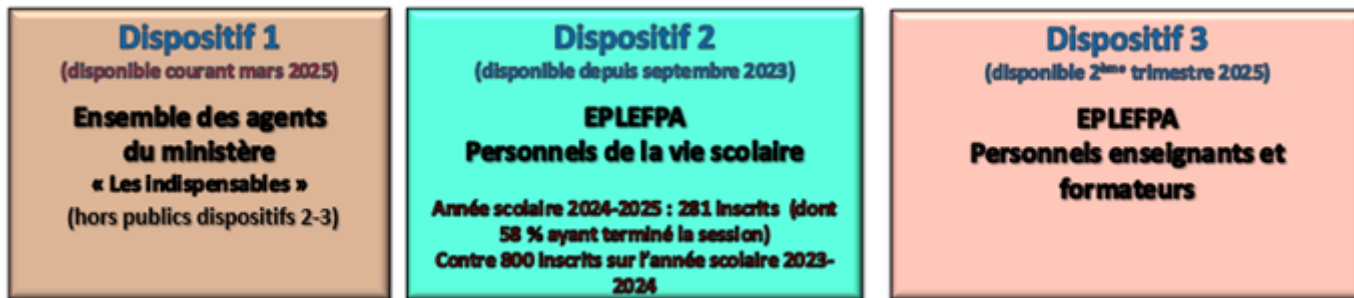 Dispositif 1
(disponible courant mars 2025)
Ensemble des agents
du ministère
« Les indispensables »
(hors publics dispositifs 2-3)
Dispositif 2
(disponible depuis septembre 2023)
EPLEFPA
Personnels de la vie scolaire
Année scolaire 2024-2025 : 281 inscrits (dont
58 % ayant terminé la session)
Contre 800 inscrits sur l'année scolaire 2023-
2024
Dispositif 3
(disponible 2ème trimestre 2025)
EPLEFPA
Personnels enseignants et
formateurs